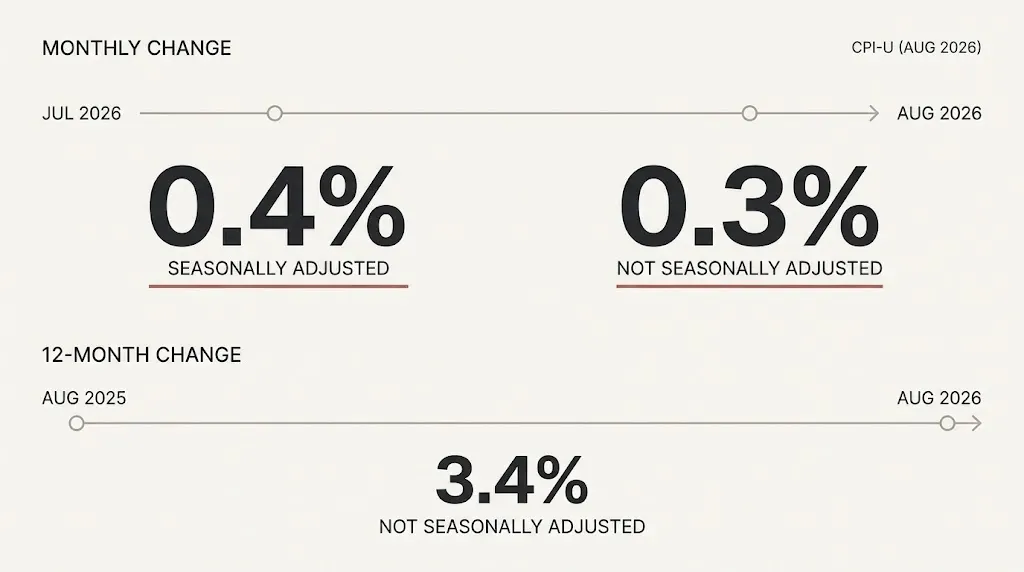 MONTHLY CHANGE
CPI-U (AUG 2026)
JUL 2026
AUG 2026
0.4%
SEASONALLY ADJUSTED
0.3%
NOT SEASONALLY ADJUSTED
12-MONTH CHANGE
AUG 2025
AUG 2026
3.4%
NOT SEASONALLY ADJUSTED